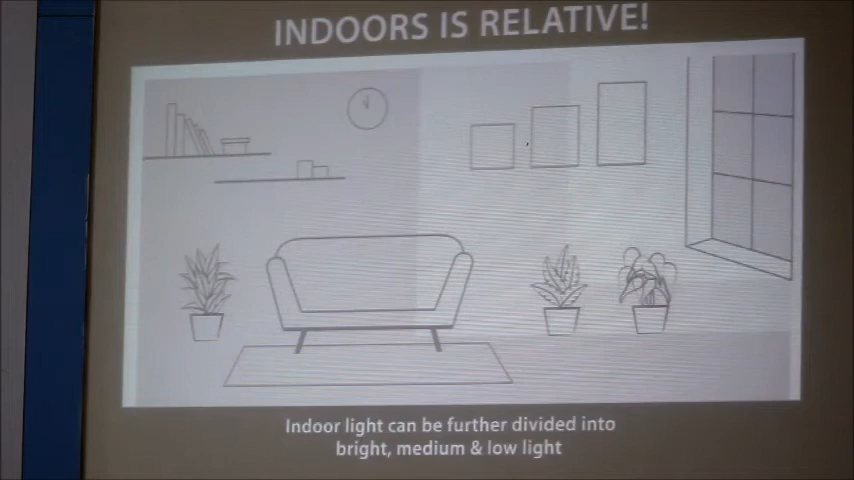 INDOORS IS RELATIVE!
Indoor light can be further divided into
bright, medium & low light